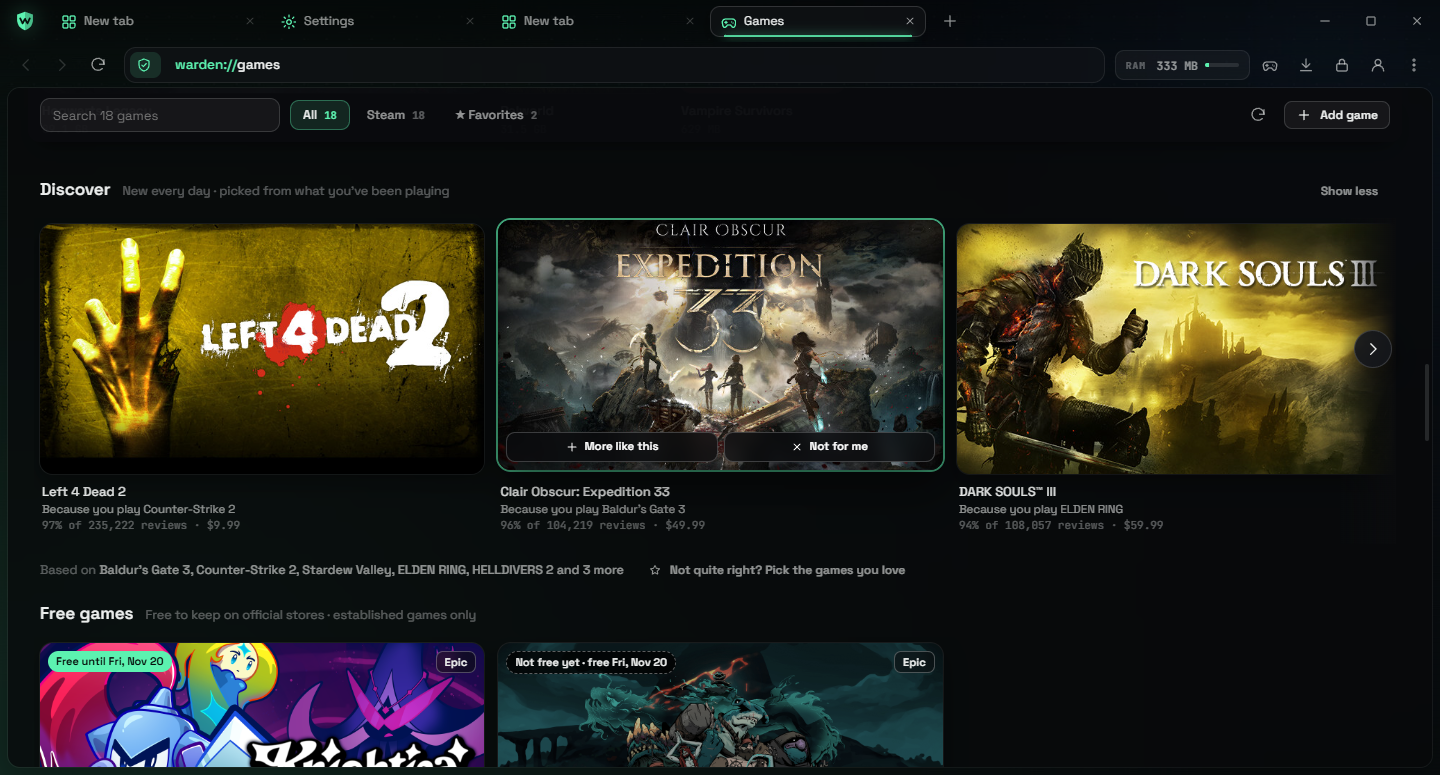 New tab
Settings
New tab
Games
warden://games
RAM 333 MB
Vampire Survivors
Search 18 games
All 18
Steam 18
★ Favorites 2
Add game
Discover New every day · picked from what you've been playing
Show less
LEFT 4 DEAD 2
CLAIR OBSCUR
EXPEDITION
33
DARK SOULS III
More like this
Not for me
Left 4 Dead 2
Because you play Counter-Strike 2
97% of 235,222 reviews · $9.99
Clair Obscur: Expedition 33
Because you play Baldur's Gate 3
96% of 104,219 reviews · $49.99
DARK SOULS™ III
Because you play ELDEN RING
94% of 108,057 reviews · $59.99
Based on Baldur's Gate 3, Counter-Strike 2, Stardew Valley, ELDEN RING, HELLDIVERS 2 and 3 more
Not quite right? Pick the games you love
Free games Free to keep on official stores · established games only
Free until Fri, Nov 20
Epic
Not free yet · free Fri, Nov 20
Epic